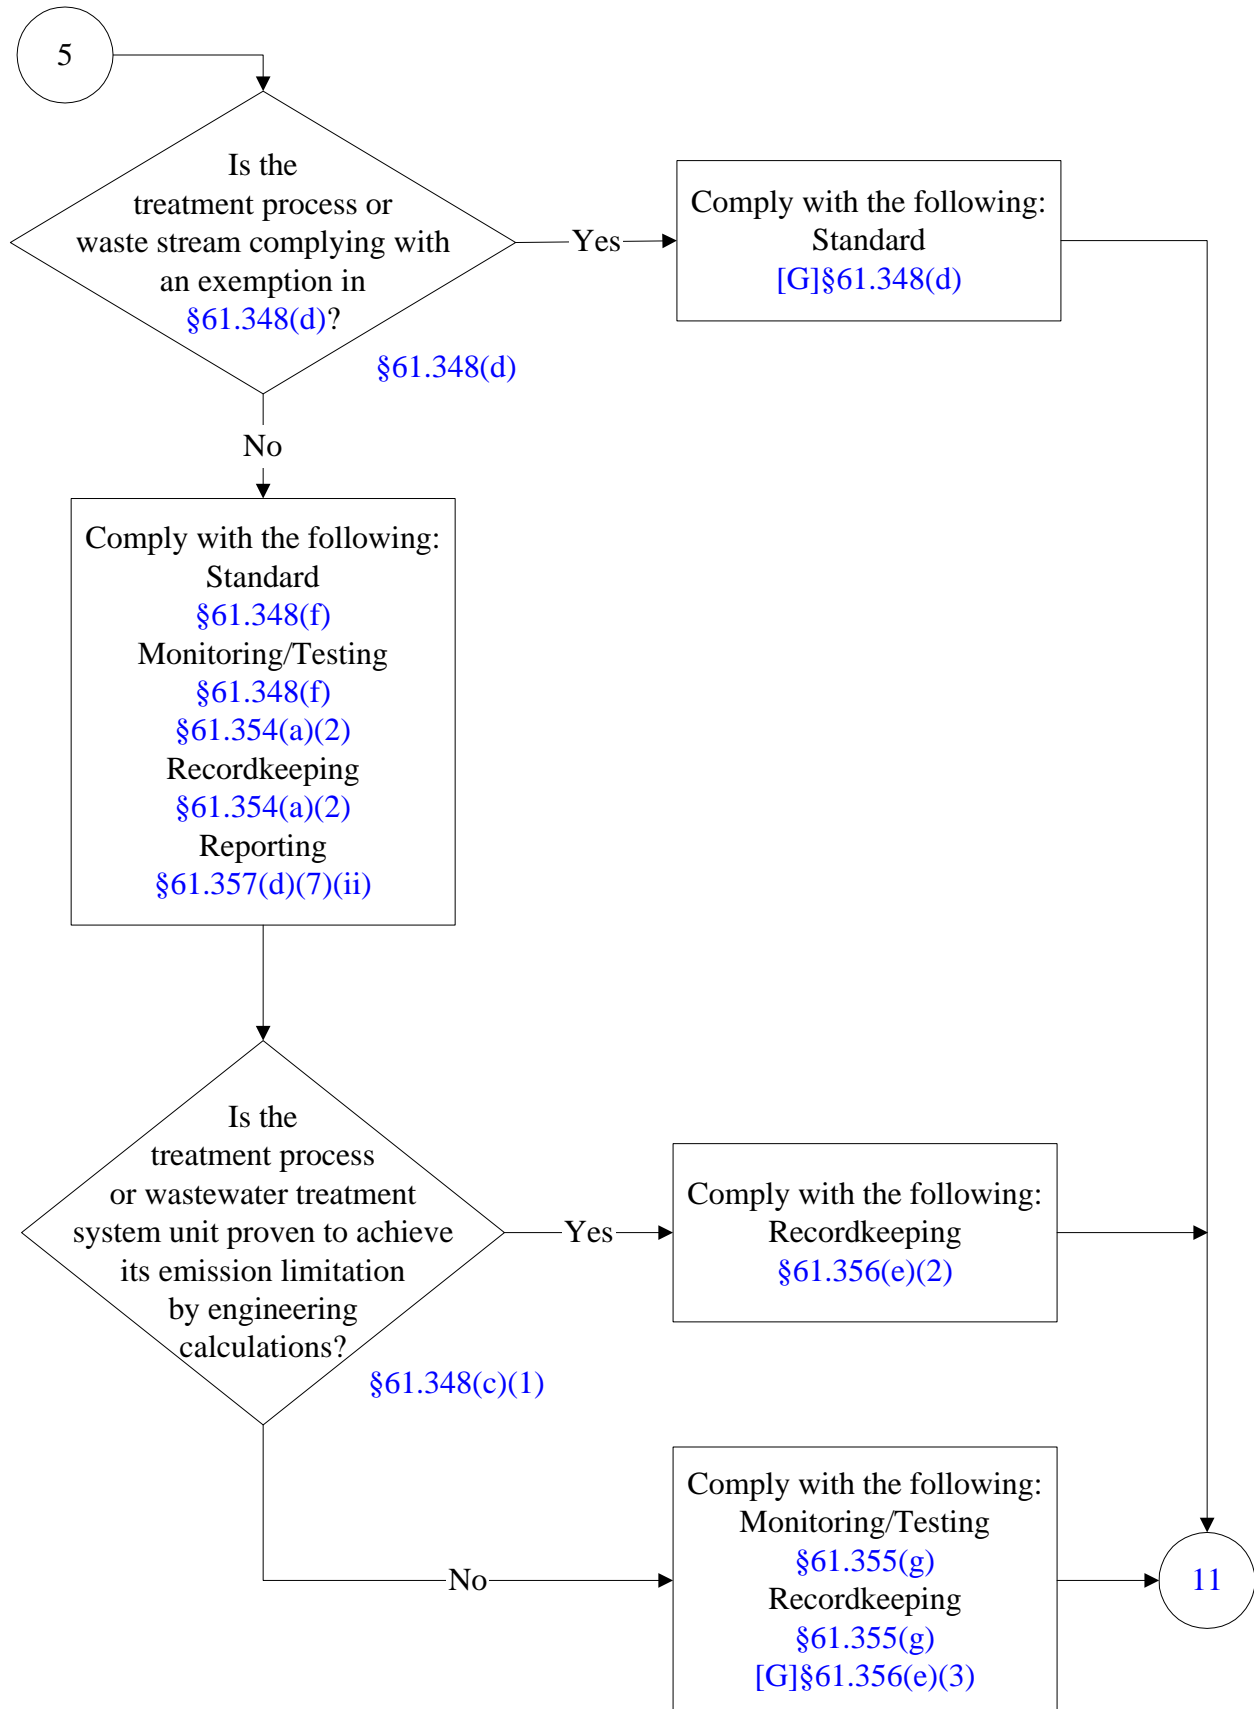 5
Is the
treatment process or
waste stream complying with
an exemption in
§61.348(d)?
§61.348(d)
Yes
Comply with the following:
Standard
[G]§61.348(d)
No
Comply with the following:
Standard
§61.348(f)
Monitoring/Testing
§61.348(f)
§61.354(a)(2)
Recordkeeping
§61.354(a)(2)
Reporting
§61.357(d)(7)(ii)
Is the
treatment process
or wastewater treatment
system unit proven to achieve
its emission limitation
by engineering
calculations?
§61.348(c)(1)
Yes
Comply with the following:
Recordkeeping
§61.356(e)(2)
No
Comply with the following:
Monitoring/Testing
§61.355(g)
Recordkeeping
§61.355(g)
[G]§61.356(e)(3)
11